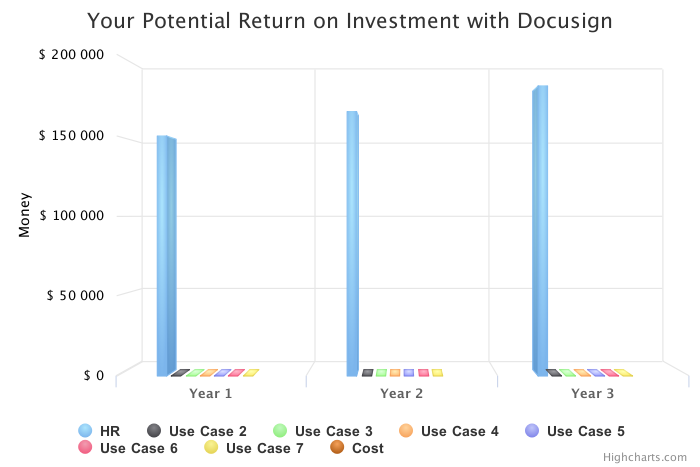 Your Potential Return on Investment with Docusign
$ 200 000
$ 150 000
$ 100 000
$ 50 000
$ 0
Money
Year 1 Year 2 Year 3
HR Use Case 2 Use Case 3 Use Case 4 Use Case 5
Use Case 6 Use Case 7 Cost
Highcharts.com